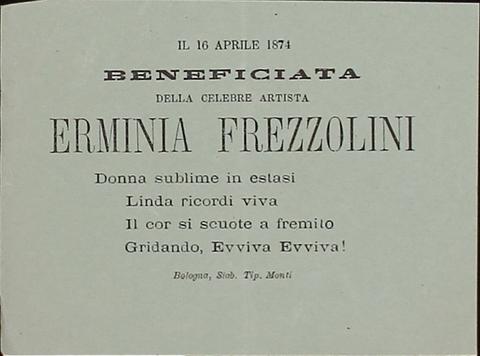 IL 16 APRILE 1874
BENEFICIATA
DELLA CELEBRE ARTISTA
ERMINIA FREZZOLINI
Donna sublime in estasi
Linda ricordi viva
Il cor si scuote a fremito
Gridando, Evviva Evviva!
Bologna, Stab. Tip. Monti